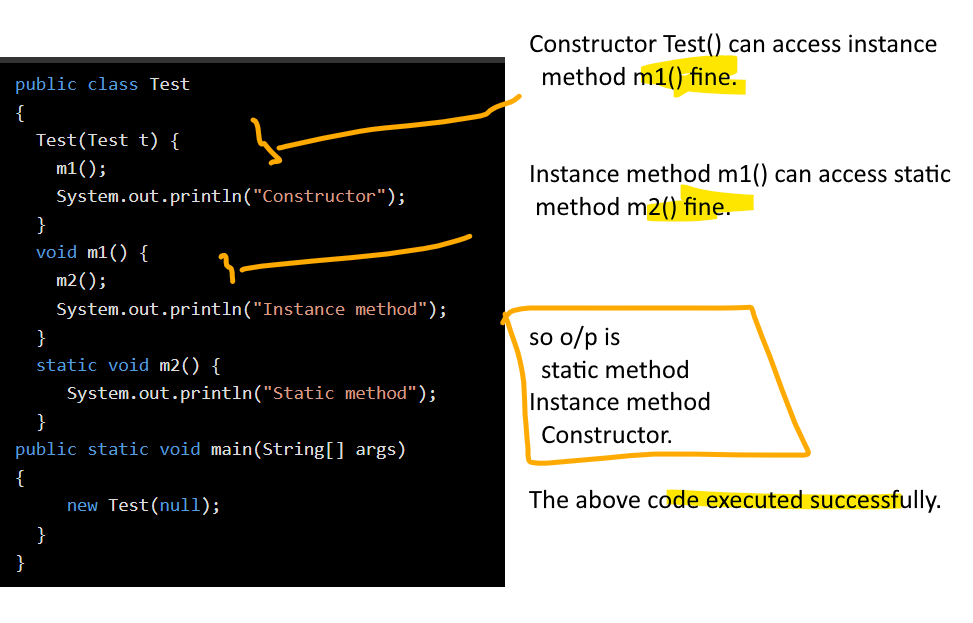 public class Test
{
Test(Test t) {
m1();
System.out.println("Constructor");
}
void m1() {
m2();
System.out.println("Instance method");
}
static void m2() {
System.out.println("Static method");
}
public static void main(String[] args)
{
new Test(null);
}
}
Constructor Test() can access instance
method m1() fine.
Instance method m1() can access static
method m2() fine.
so o/p is
static method
Instance method
Constructor.
The above code executed successfully.